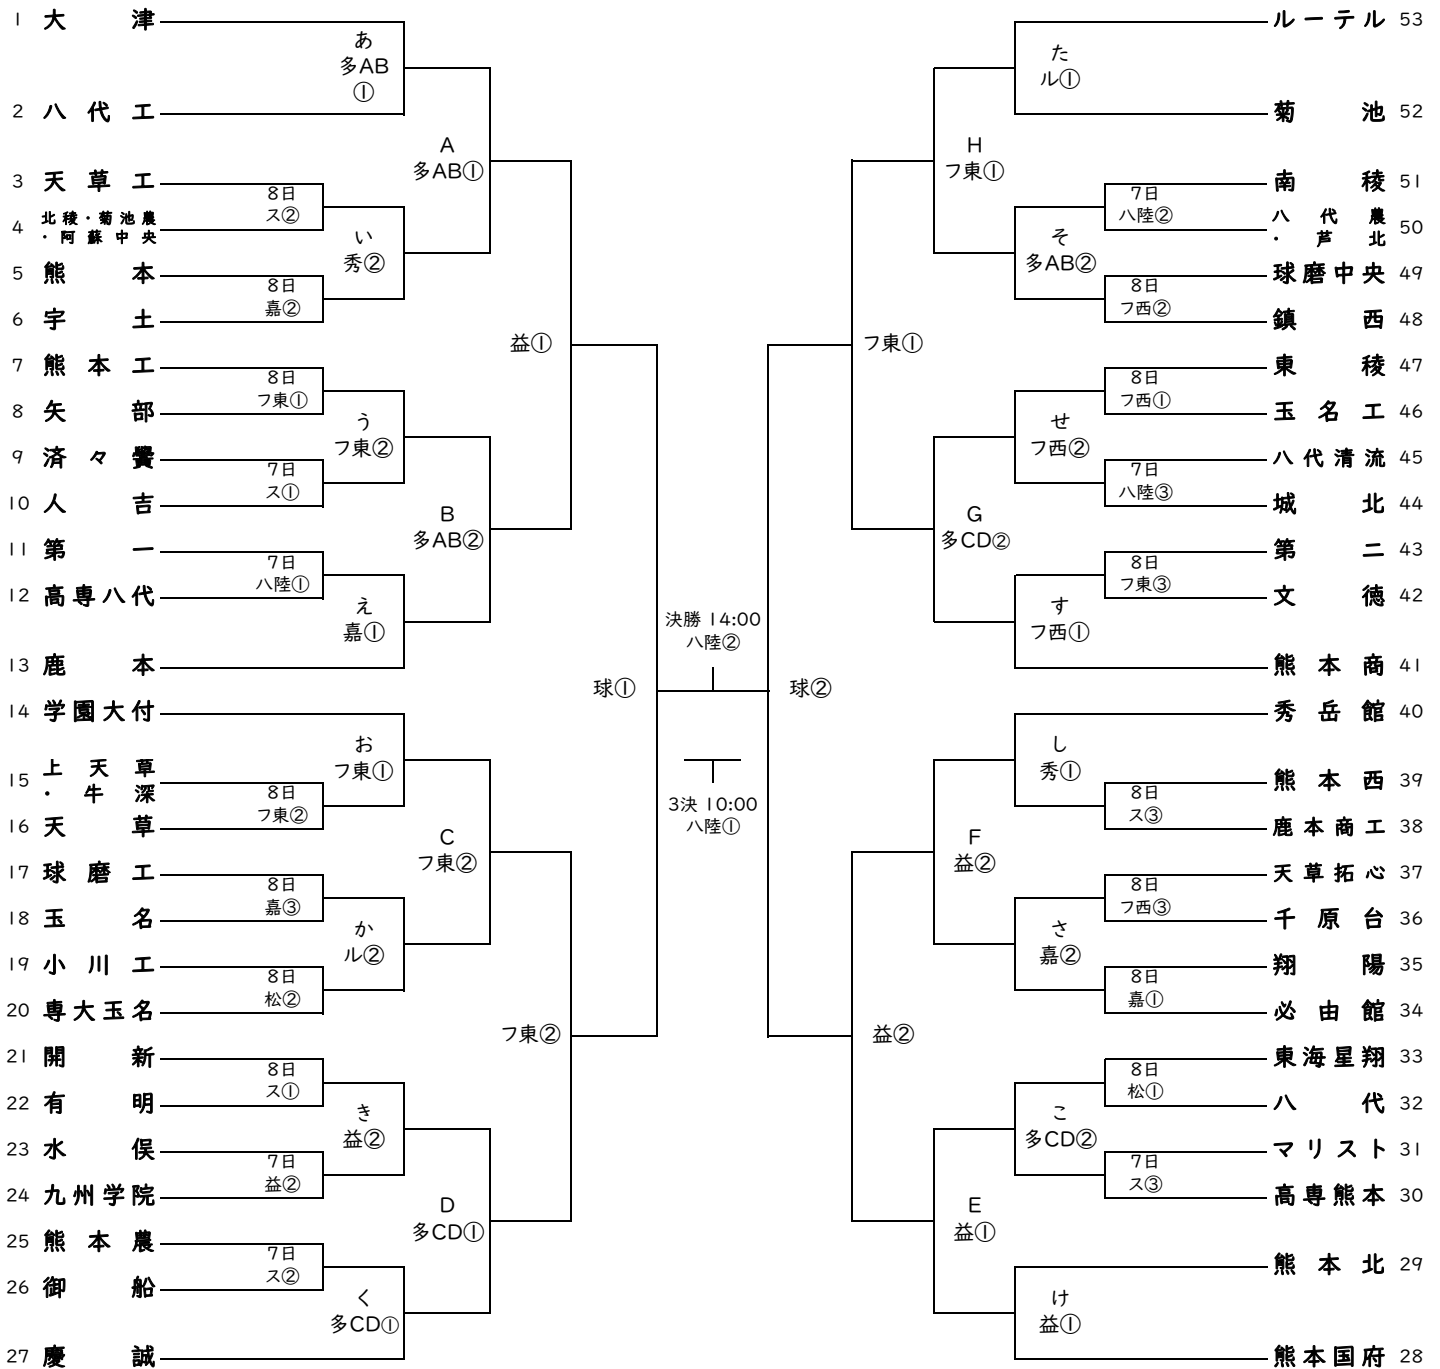 1 大津
あ
多AB
①
2 八代工
A
多AB①
3 天草工
8日
ス②
4 北稜・菊池農
・阿蘇中央
い
秀②
5 熊本
8日
嘉②
6 宇土
益①
7 熊本工
8日
フ東①
8 矢部
う
フ東②
9 済々黌
7日
ス①
10 人吉
B
多AB②
11 第一
7日
八陸①
12 高専八代
え
嘉①
13 鹿本
球①
14 学園大付
お
フ東①
15 上天草
・牛深
8日
フ東②
16 天草
C
フ東②
17 球磨工
8日
嘉③
18 玉名
か
ル②
19 小川工
8日
松②
20 専大玉名
フ東②
21 開新
8日
ス①
22 有明
き
益②
23 水俣
7日
益②
24 九州学院
D
多CD①
25 熊本農
7日
ス②
26 御船
く
多CD①
27 慶誠
決勝 14:00
八陸②
3決 10:00
八陸①
ルーテル 53
た
ル①
菊池 52
H
フ東①
南稜 51
7日
八陸②
八代農
・芦北 50
そ
多AB②
球磨中央 49
8日
フ西②
鎮西 48
フ東①
東稜 47
8日
フ西①
玉名工 46
せ
フ西②
八代清流 45
7日
八陸③
城北 44
G
多CD②
第二 43
8日
フ東③
文徳 42
す
フ西①
熊本商 41
球②
秀岳館 40
し
秀①
熊本西 39
8日
ス③
鹿本商工 38
F
益②
天草拓心 37
8日
フ西③
千原台 36
さ
嘉②
翔陽 35
8日
嘉①
必由館 34
益②
東海星翔 33
8日
松①
八代 32
こ
多CD②
マリスト 31
7日
ス③
高専熊本 30
E
益①
熊本北 29
け
益①
熊本国府 28